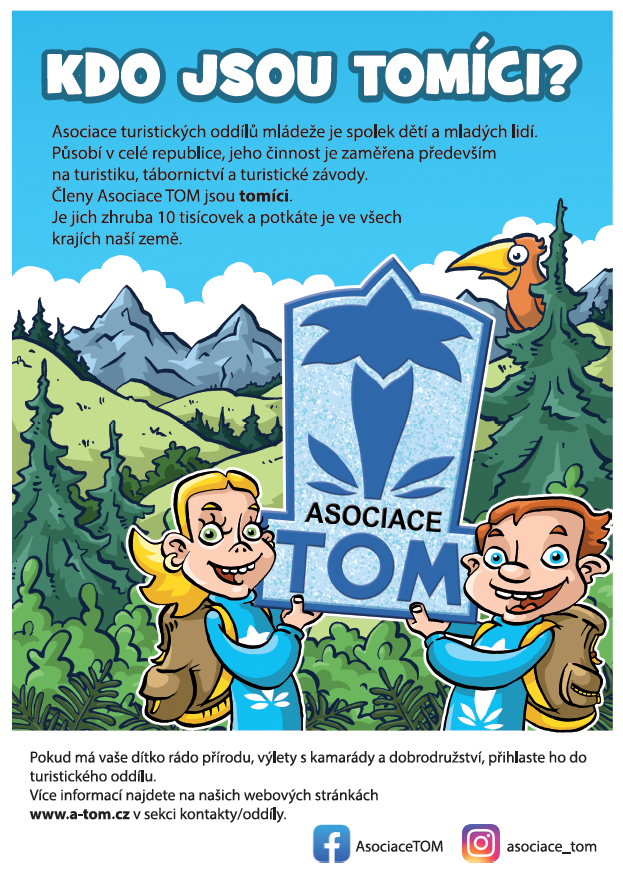 KDO JSOU TOMÍCI?
Asociace turistických oddílů mládeže je spolek dětí a mladých lidí.
Působí v celé republice, jeho činnost je zaměřena především
na turistiku, tábornictví a turistické závody.
Členy Asociace TOM jsou tomíci.
Je jich zhruba 10 tisícovek a potkáte je ve všech
krajích naší země.
ASOCIACE
TOM
Pokud má vaše dítko rádo přírodu, výlety s kamarády a dobrodružství, přihlaste ho do
turistického oddílu.
Více informací najdete na našich webových stránkách
www.a-tom.cz v sekci kontakty/oddíly.
AsociaceTOM
asociace_tom